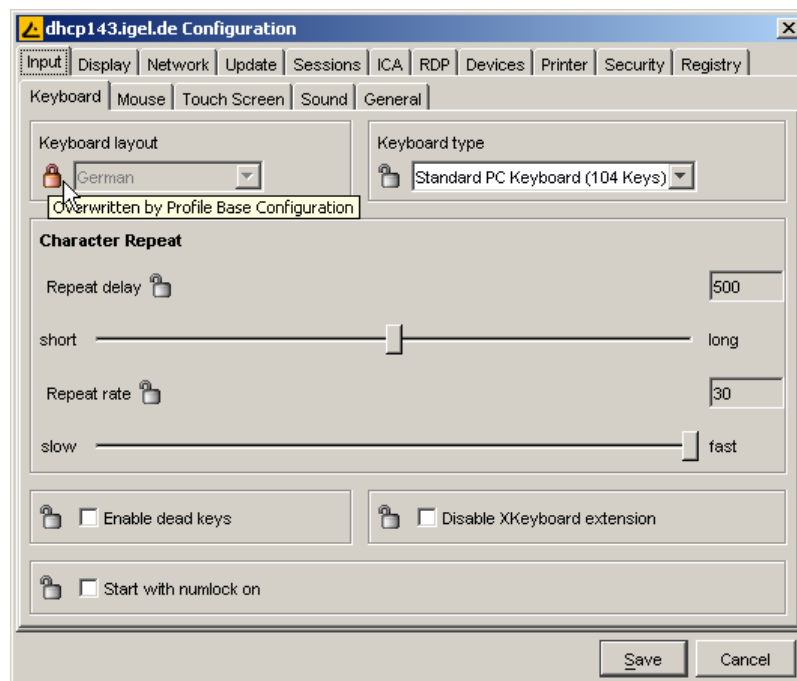 dhcp143.igel.de Configuration
Input Display Network Update Sessions ICA RDP Devices Printer Security Registry
Keyboard Mouse Touch Screen Sound General
Keyboard layout Keyboard type
German Standard PC Keyboard (104 Keys)
Overwritten by Profile Base Configuration
Character Repeat
Repeat delay 500
short long
Repeat rate 30
slow fast
Enable dead keys Disable XKeyboard extension
Start with numlock on
Save Cancel